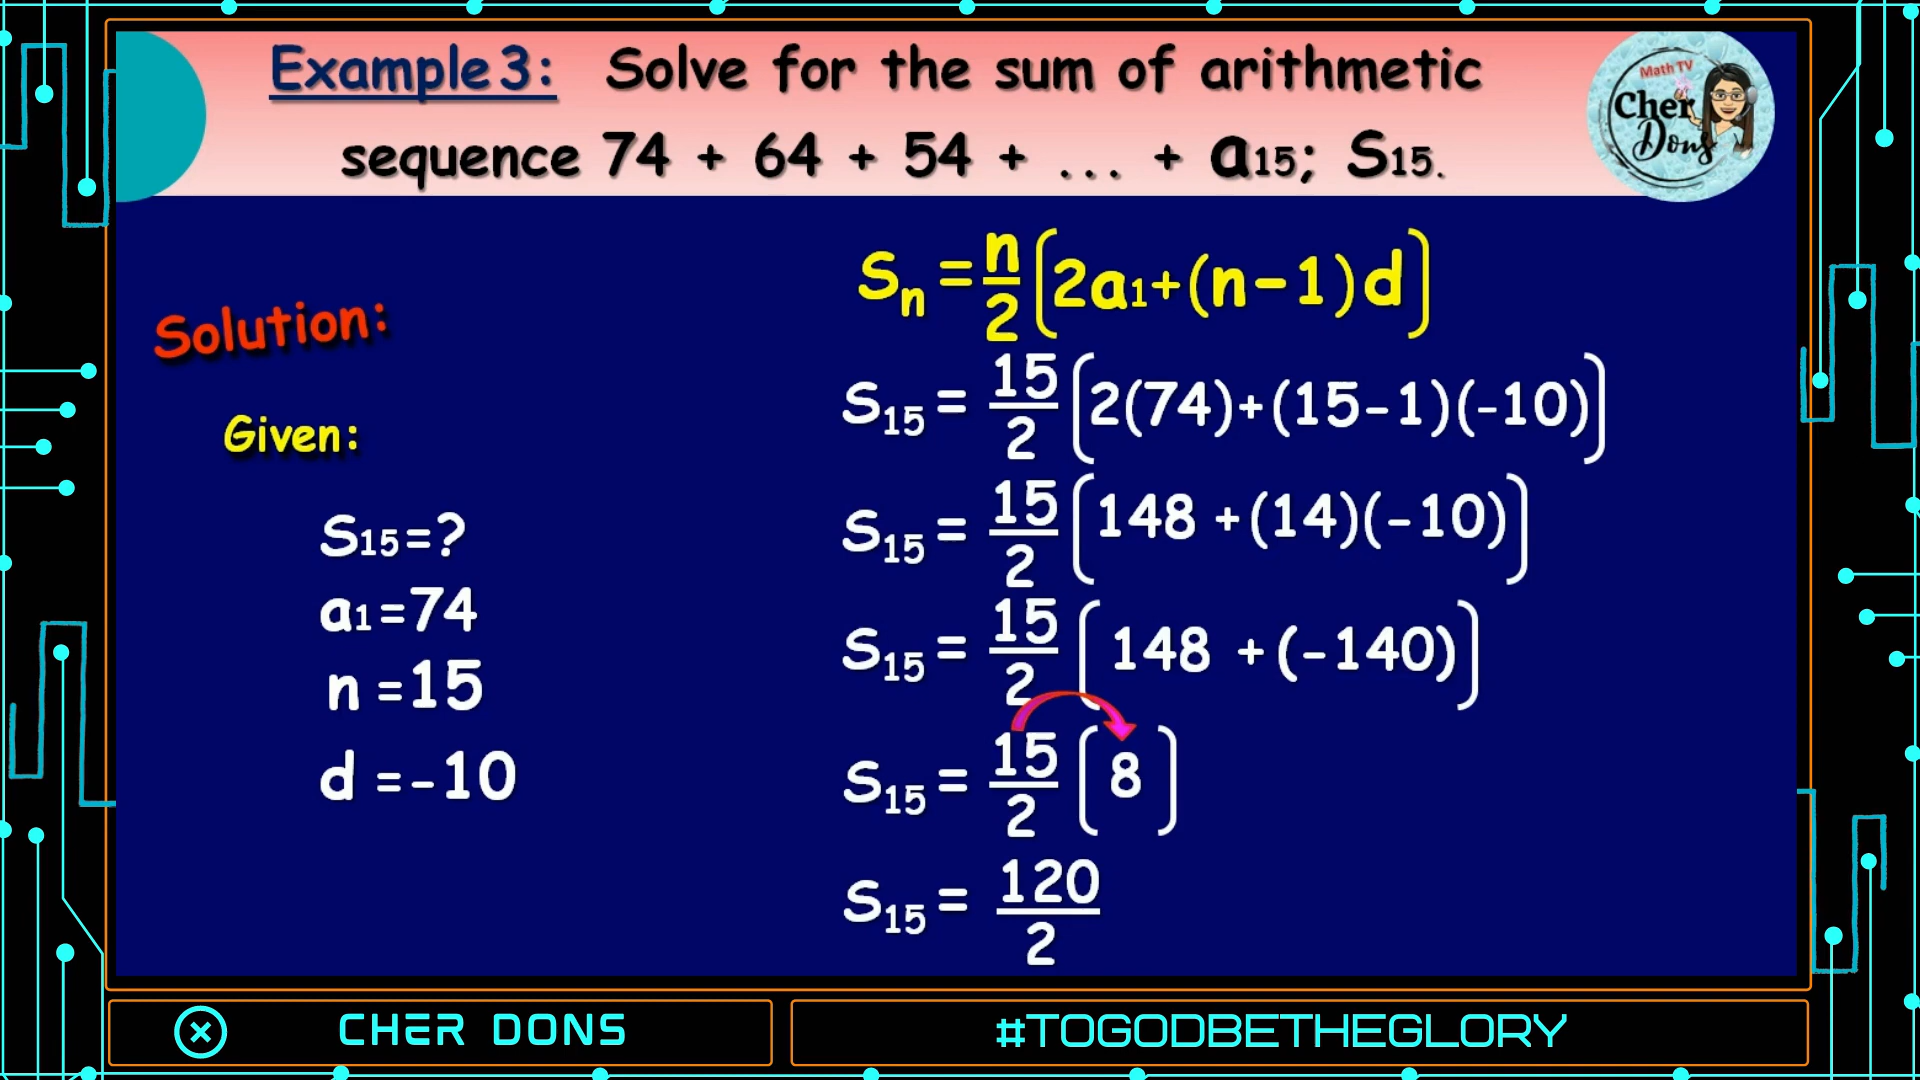 Example 3: Solve for the sum of arithmetic
sequence 74 + 64 + 54 + ... + a₁₅; S₁₅.
Math TV
Cher
Dons
Solution:
Given:
S₁₅=?
a₁=74
n =15
d =-10
Sₙ = n/2 [2a₁+(n-1)d]
S₁₅ = 15/2 [2(74)+(15-1)(-10)]
S₁₅ = 15/2 [148 +(14)(-10)]
S₁₅ = 15/2 [148 +(-140)]
S₁₅ = 15/2 [8]
S₁₅ = 120/2
CHER DONS
#TOGODBETHEGLORY